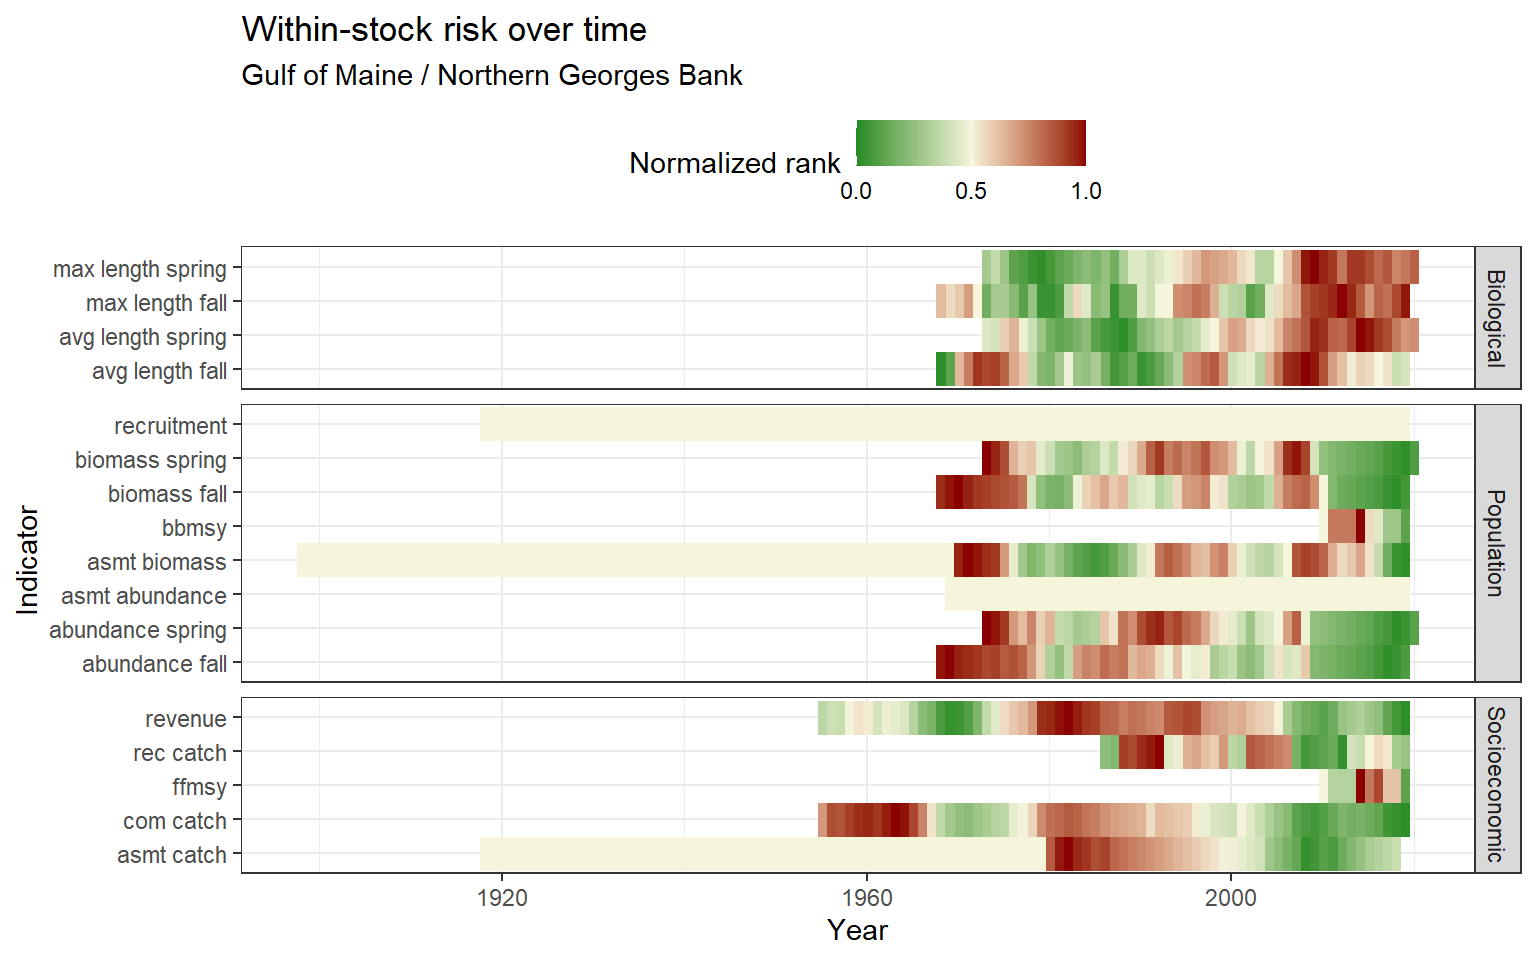 Within-stock risk over time
Gulf of Maine / Northern Georges Bank
Normalized rank
0.0 0.5 1.0
max length spring
max length fall
avg length spring
avg length fall
Biological
recruitment
biomass spring
biomass fall
bbmsy
asmt biomass
asmt abundance
abundance spring
abundance fall
Population
revenue
rec catch
ffmsy
com catch
asmt catch
Socioeconomic
Indicator
1920 1960 2000
Year